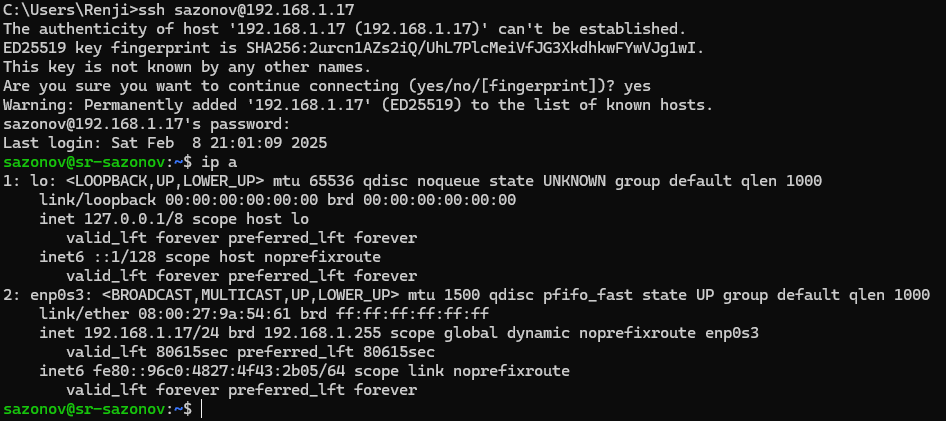 C:\Users\Renji>ssh sazonov@192.168.1.17
The authenticity of host '192.168.1.17 (192.168.1.17)' can't be established.
ED25519 key fingerprint is SHA256:2urcn1AZs2iQ/UhL7PlcMeiVfJG3XkdhkwFYwVJg1wI.
This key is not known by any other names.
Are you sure you want to continue connecting (yes/no/[fingerprint])? yes
Warning: Permanently added '192.168.1.17' (ED25519) to the list of known hosts.
sazonov@192.168.1.17's password:
Last login: Sat Feb  8 21:01:09 2025
sazonov@sr-sazonov:~$ ip a
1: lo: <LOOPBACK,UP,LOWER_UP> mtu 65536 qdisc noqueue state UNKNOWN group default qlen 1000
    link/loopback 00:00:00:00:00:00 brd 00:00:00:00:00:00
    inet 127.0.0.1/8 scope host lo
       valid_lft forever preferred_lft forever
    inet6 ::1/128 scope host noprefixroute
       valid_lft forever preferred_lft forever
2: enp0s3: <BROADCAST,MULTICAST,UP,LOWER_UP> mtu 1500 qdisc pfifo_fast state UP group default qlen 1000
    link/ether 08:00:27:9a:54:61 brd ff:ff:ff:ff:ff:ff
    inet 192.168.1.17/24 brd 192.168.1.255 scope global dynamic noprefixroute enp0s3
       valid_lft 80615sec preferred_lft 80615sec
    inet6 fe80::96c0:4827:4f43:2b05/64 scope link noprefixroute
       valid_lft forever preferred_lft forever
sazonov@sr-sazonov:~$